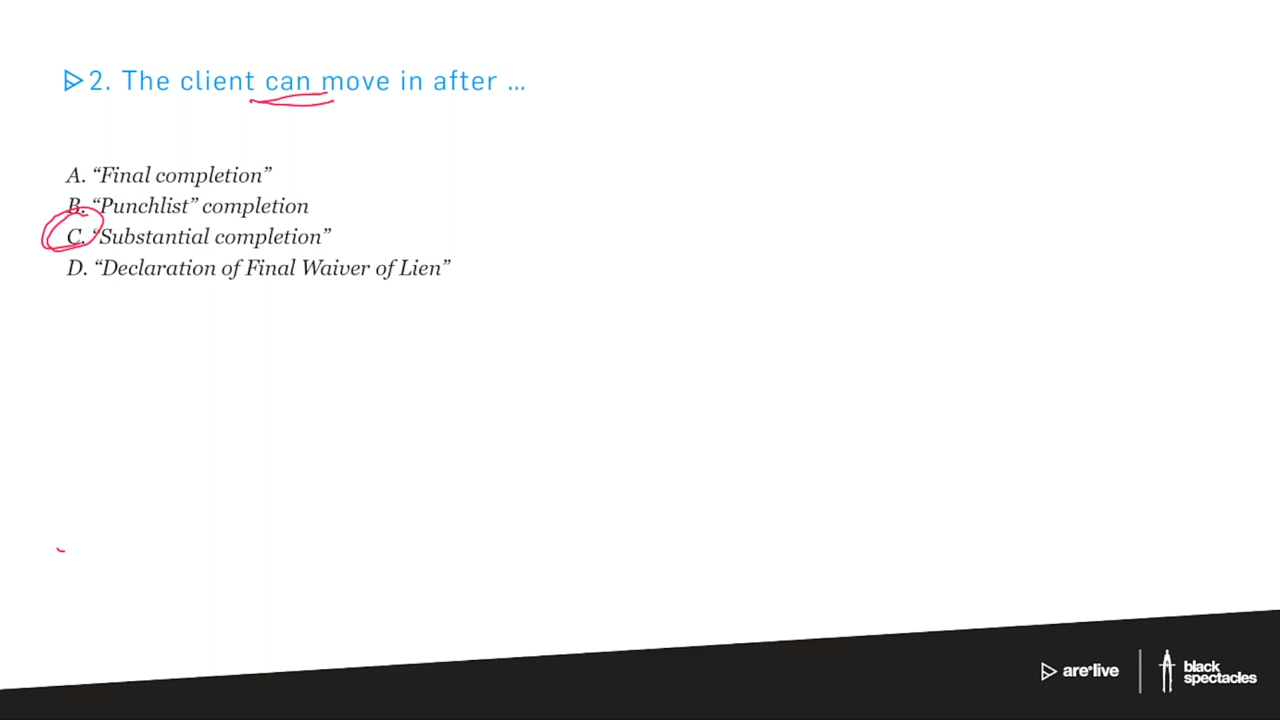 2. The client can move in after ...
A. “Final completion”
B. “Punchlist” completion
C. “Substantial completion”
D. “Declaration of Final Waiver of Lien”
are•live
black
spectacles